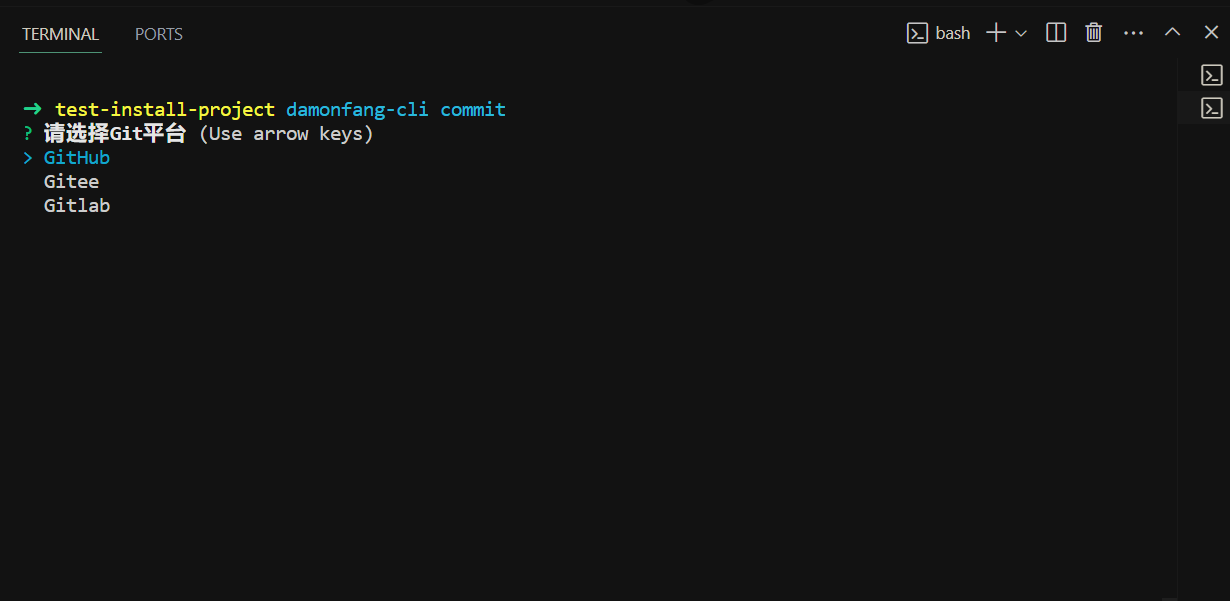 TERMINAL PORTS bash
→ test-install-project damonfang-cli commit
? 请选择Git平台 (Use arrow keys)
> GitHub
Gitee
Gitlab